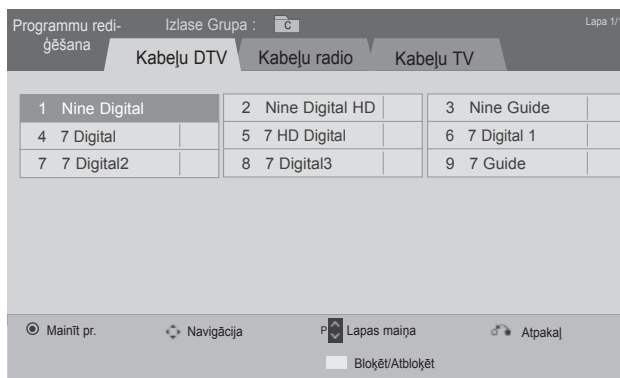 Programmu redi-
ģēšana
Izlase Grupa : C
Lapa 1/1
Kabeļu DTV Kabeļu radio Kabeļu TV
1 Nine Digital 2 Nine Digital HD 3 Nine Guide
4 7 Digital 5 7 HD Digital 6 7 Digital 1
7 7 Digital2 8 7 Digital3 9 7 Guide
Mainīt pr. Navigācija P Lapas maiņa Atpakaļ
Bloķēt/Atbloķēt